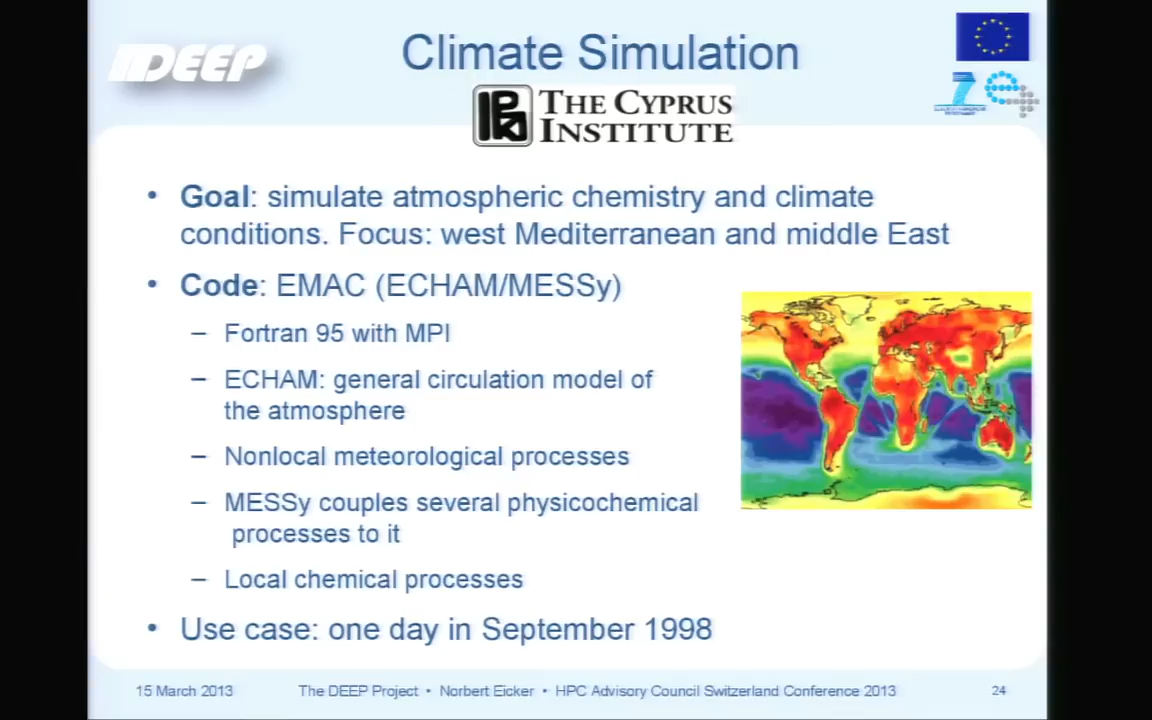 DEEP
Climate Simulation
THE CYPRUS
INSTITUTE
• Goal: simulate atmospheric chemistry and climate
conditions. Focus: west Mediterranean and middle East
• Code: EMAC (ECHAM/MESSy)
– Fortran 95 with MPI
– ECHAM: general circulation model of
the atmosphere
– Nonlocal meteorological processes
– MESSy couples several physicochemical
processes to it
– Local chemical processes
• Use case: one day in September 1998
15 March 2013
The DEEP Project • Norbert Eicker • HPC Advisory Council Switzerland Conference 2013
24